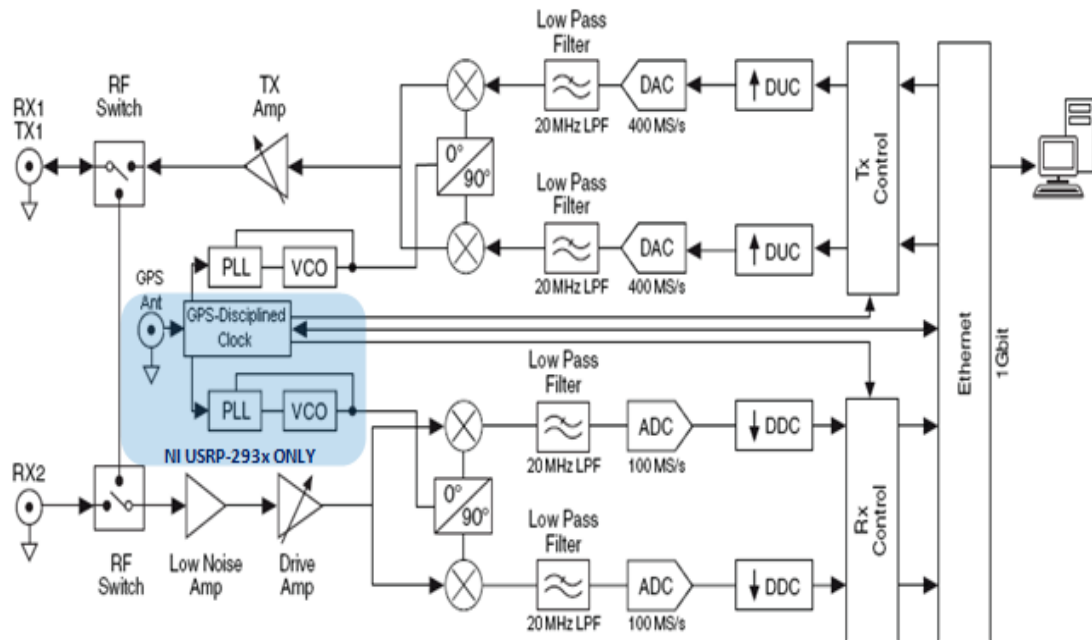 Low Pass
Filter
20 MHz LPF
DAC
400 MS/s
DUC
RX1
TX1
RF
Switch
TX
Amp
0°
90°
Low Pass
Filter
20 MHz LPF
DAC
400 MS/s
DUC
Tx
Control
PLL
VCO
GPS
Ant
GPS-Disciplined
Clock
PLL
VCO
NI USRP-293x ONLY
RX2
RF
Switch
Low Noise
Amp
Drive
Amp
Low Pass
Filter
20 MHz LPF
ADC
100 MS/s
DDC
0°
90°
Low Pass
Filter
20 MHz LPF
ADC
100 MS/s
DDC
Rx
Control
Ethernet
1Gbit